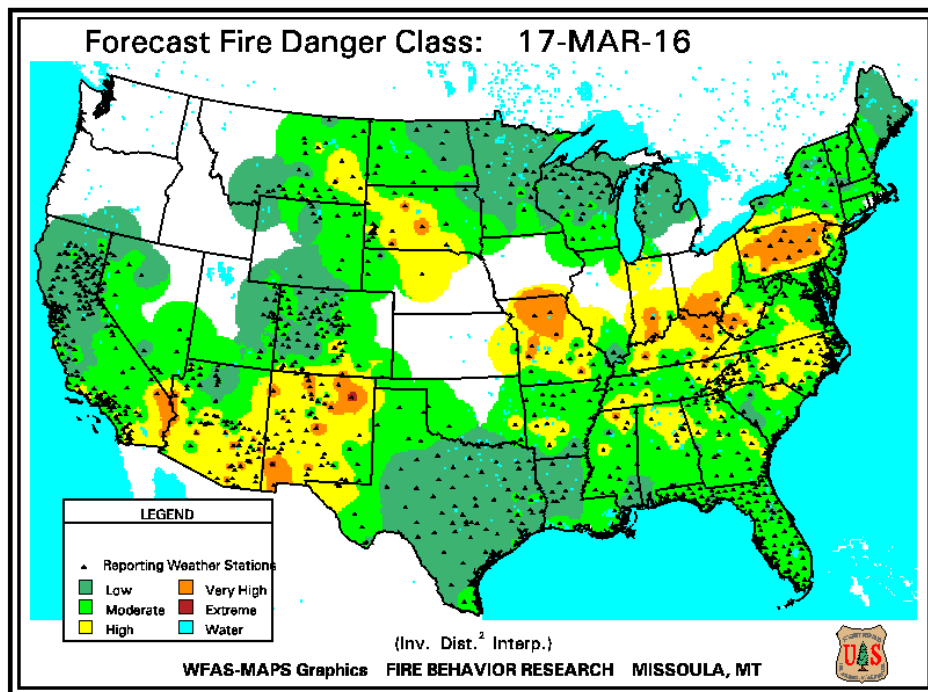 Forecast Fire Danger Class: 17-MAR-16
LEGEND
Reporting Weather Stations
Low
Very High
Moderate
Extreme
High
Water
(Inv. Dist.² Interp.)
WFAS-MAPS Graphics FIRE BEHAVIOR RESEARCH MISSOULA, MT
UAS